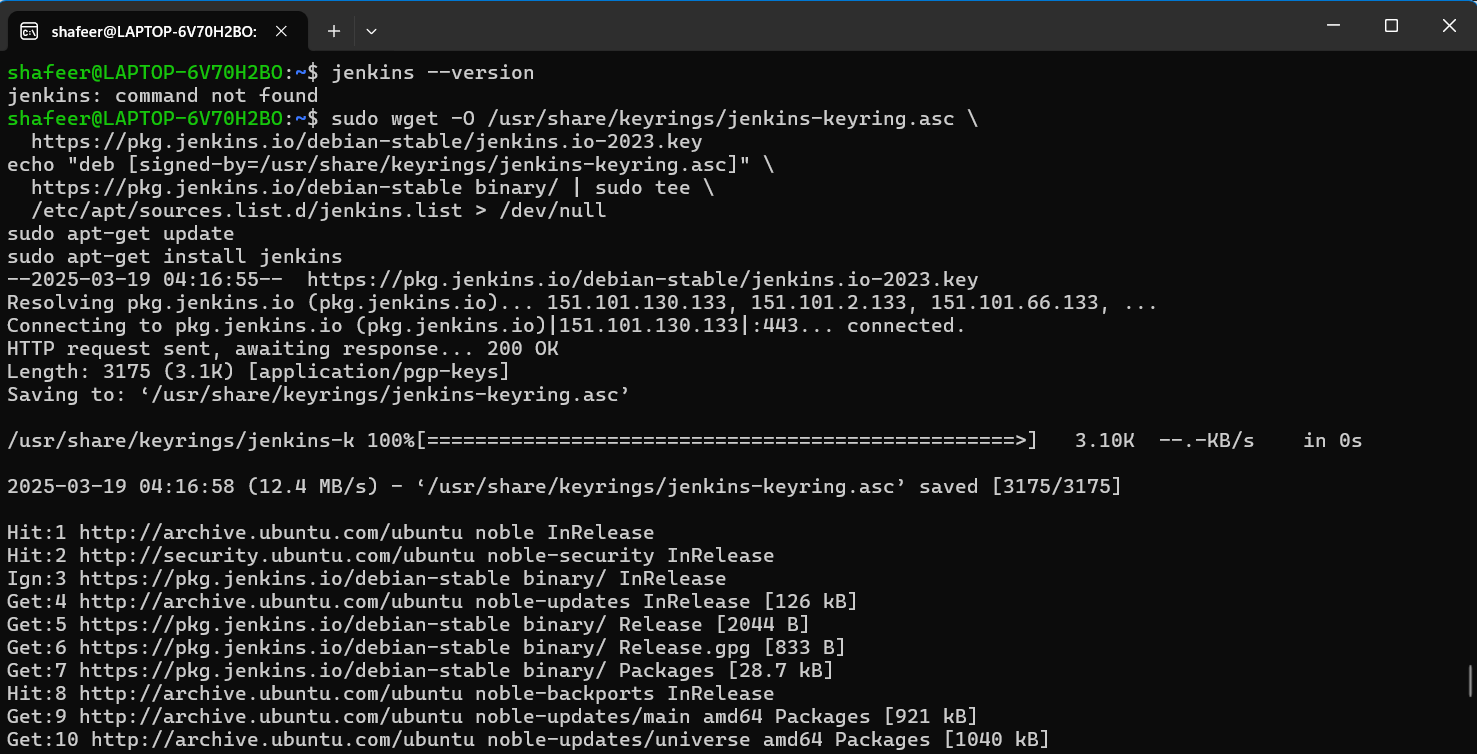 shafeer@LAPTOP-6V70H2BO:
shafeer@LAPTOP-6V70H2BO:~$ jenkins --version
jenkins: command not found
shafeer@LAPTOP-6V70H2BO:~$ sudo wget -O /usr/share/keyrings/jenkins-keyring.asc \
  https://pkg.jenkins.io/debian-stable/jenkins.io-2023.key
echo "deb [signed-by=/usr/share/keyrings/jenkins-keyring.asc]" \
  https://pkg.jenkins.io/debian-stable binary/ | sudo tee \
  /etc/apt/sources.list.d/jenkins.list > /dev/null
sudo apt-get update
sudo apt-get install jenkins
--2025-03-19 04:16:55--  https://pkg.jenkins.io/debian-stable/jenkins.io-2023.key
Resolving pkg.jenkins.io (pkg.jenkins.io)... 151.101.130.133, 151.101.2.133, 151.101.66.133, ...
Connecting to pkg.jenkins.io (pkg.jenkins.io)|151.101.130.133|:443... connected.
HTTP request sent, awaiting response... 200 OK
Length: 3175 (3.1K) [application/pgp-keys]
Saving to: ‘/usr/share/keyrings/jenkins-keyring.asc’
/usr/share/keyrings/jenkins-k 100%[=================================================>]   3.10K  --.-KB/s    in 0s
2025-03-19 04:16:58 (12.4 MB/s) - ‘/usr/share/keyrings/jenkins-keyring.asc’ saved [3175/3175]
Hit:1 http://archive.ubuntu.com/ubuntu noble InRelease
Hit:2 http://security.ubuntu.com/ubuntu noble-security InRelease
Ign:3 https://pkg.jenkins.io/debian-stable binary/ InRelease
Get:4 http://archive.ubuntu.com/ubuntu noble-updates InRelease [126 kB]
Get:5 https://pkg.jenkins.io/debian-stable binary/ Release [2044 B]
Get:6 https://pkg.jenkins.io/debian-stable binary/ Release.gpg [833 B]
Get:7 https://pkg.jenkins.io/debian-stable binary/ Packages [28.7 kB]
Hit:8 http://archive.ubuntu.com/ubuntu noble-backports InRelease
Get:9 http://archive.ubuntu.com/ubuntu noble-updates/main amd64 Packages [921 kB]
Get:10 http://archive.ubuntu.com/ubuntu noble-updates/universe amd64 Packages [1040 kB]